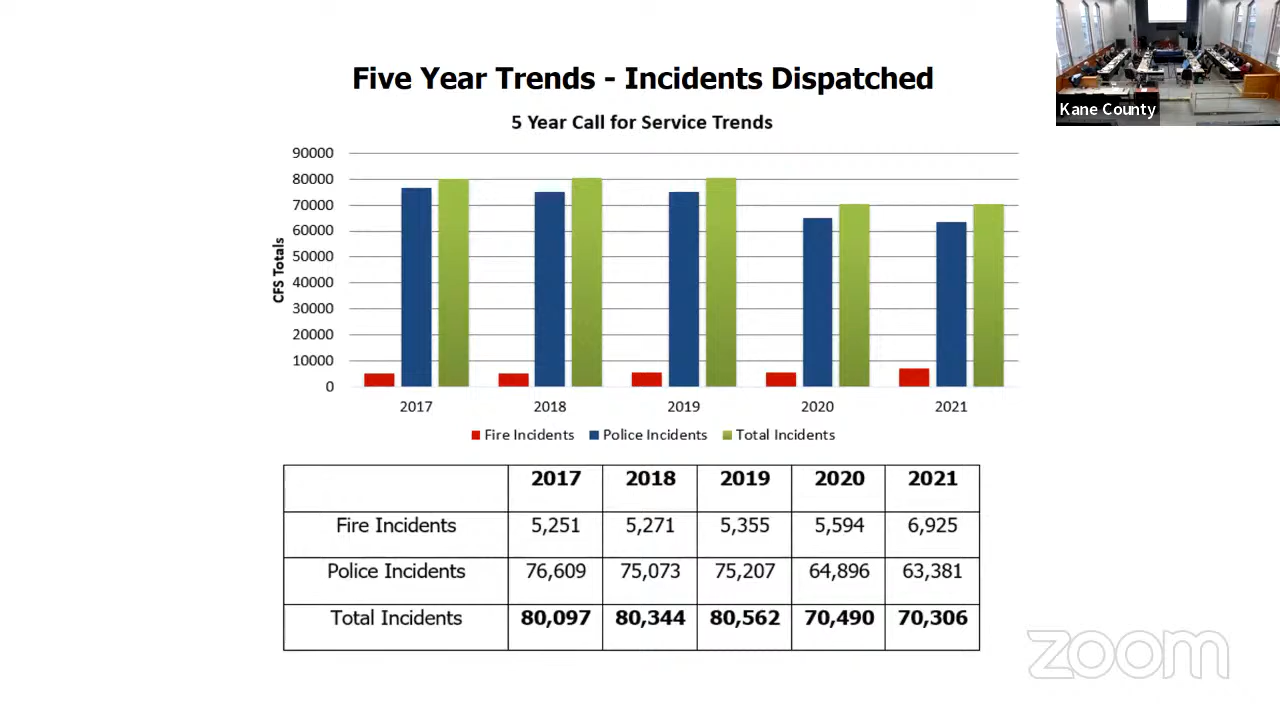 Kane County
Five Year Trends - Incidents Dispatched
5 Year Call for Service Trends
90000
80000
70000
60000
50000
40000
30000
20000
10000
0
CFS Totals
2017 2018 2019 2020 2021
Fire Incidents Police Incidents Total Incidents
2017 2018 2019 2020 2021
Fire Incidents 5,251 5,271 5,355 5,594 6,925
Police Incidents 76,609 75,073 75,207 64,896 63,381
Total Incidents 80,097 80,344 80,562 70,490 70,306
zoom